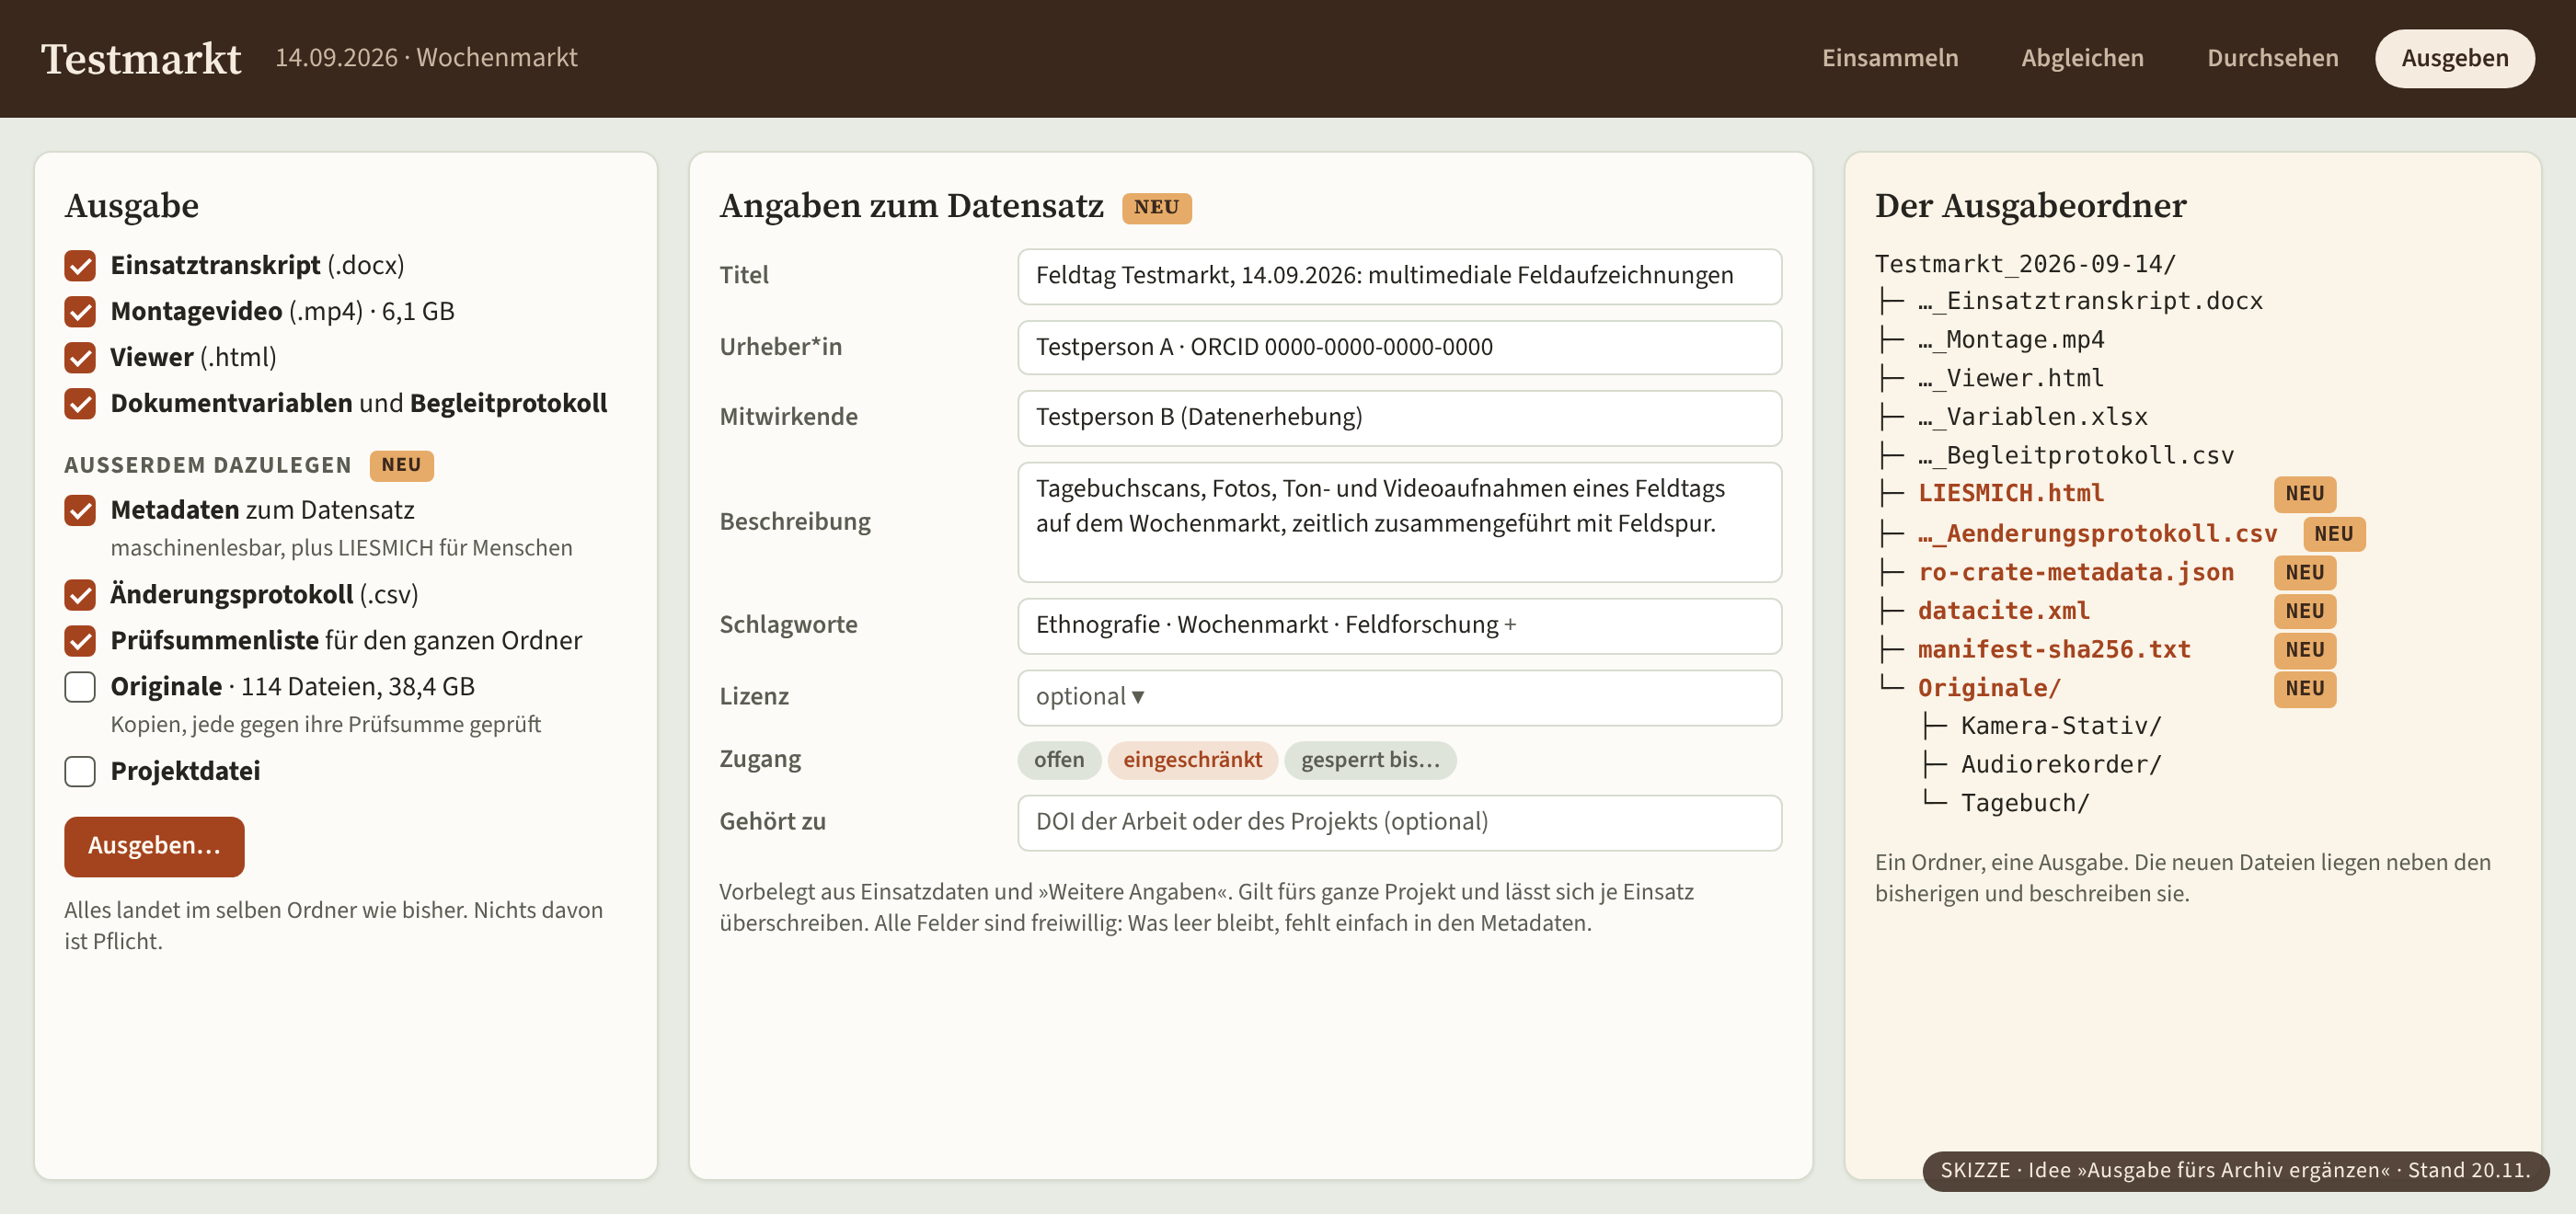 Testmarkt
14.09.2026 · Wochenmarkt
Einsammeln
Abgleichen
Durchsehen
Ausgeben
Ausgabe
Einsatztranskript (.docx)
Montagevideo (.mp4) · 6,1 GB
Viewer (.html)
Dokumentvariablen und Begleitprotokoll
AUSSERDEM DAZULEGEN NEU
Metadaten zum Datensatz
maschinenlesbar, plus LIESMICH für Menschen
Änderungsprotokoll (.csv)
Prüfsummenliste für den ganzen Ordner
Originale · 114 Dateien, 38,4 GB
Kopien, jede gegen ihre Prüfsumme geprüft
Projektdatei
Ausgeben…
Alles landet im selben Ordner wie bisher. Nichts davon
ist Pflicht.
Angaben zum Datensatz NEU
Titel
Feldtag Testmarkt, 14.09.2026: multimediale Feldaufzeichnungen
Urheber*in
Testperson A · ORCID 0000-0000-0000-0000
Mitwirkende
Testperson B (Datenerhebung)
Beschreibung
Tagebuchscans, Fotos, Ton- und Videoaufnahmen eines Feldtags
auf dem Wochenmarkt, zeitlich zusammengeführt mit Feldspur.
Schlagworte
Ethnografie · Wochenmarkt · Feldforschung +
Lizenz
optional ▾
Zugang
offen
eingeschränkt
gesperrt bis…
Gehört zu
DOI der Arbeit oder des Projekts (optional)
Vorbelegt aus Einsatzdaten und »Weitere Angaben«. Gilt fürs ganze Projekt und lässt sich je Einsatz
überschreiben. Alle Felder sind freiwillig: Was leer bleibt, fehlt einfach in den Metadaten.
Der Ausgabeordner
Testmarkt_2026-09-14/
├─ …_Einsatztranskript.docx
├─ …_Montage.mp4
├─ …_Viewer.html
├─ …_Variablen.xlsx
├─ …_Begleitprotokoll.csv
├─ LIESMICH.html NEU
├─ …_Aenderungsprotokoll.csv NEU
├─ ro-crate-metadata.json NEU
├─ datacite.xml NEU
├─ manifest-sha256.txt NEU
└─ Originale/ NEU
├─ Kamera-Stativ/
├─ Audiorekorder/
└─ Tagebuch/
Ein Ordner, eine Ausgabe. Die neuen Dateien liegen neben den
bisherigen und beschreiben sie.
SKIZZE · Idee »Ausgabe fürs Archiv ergänzen« · Stand 20.11.